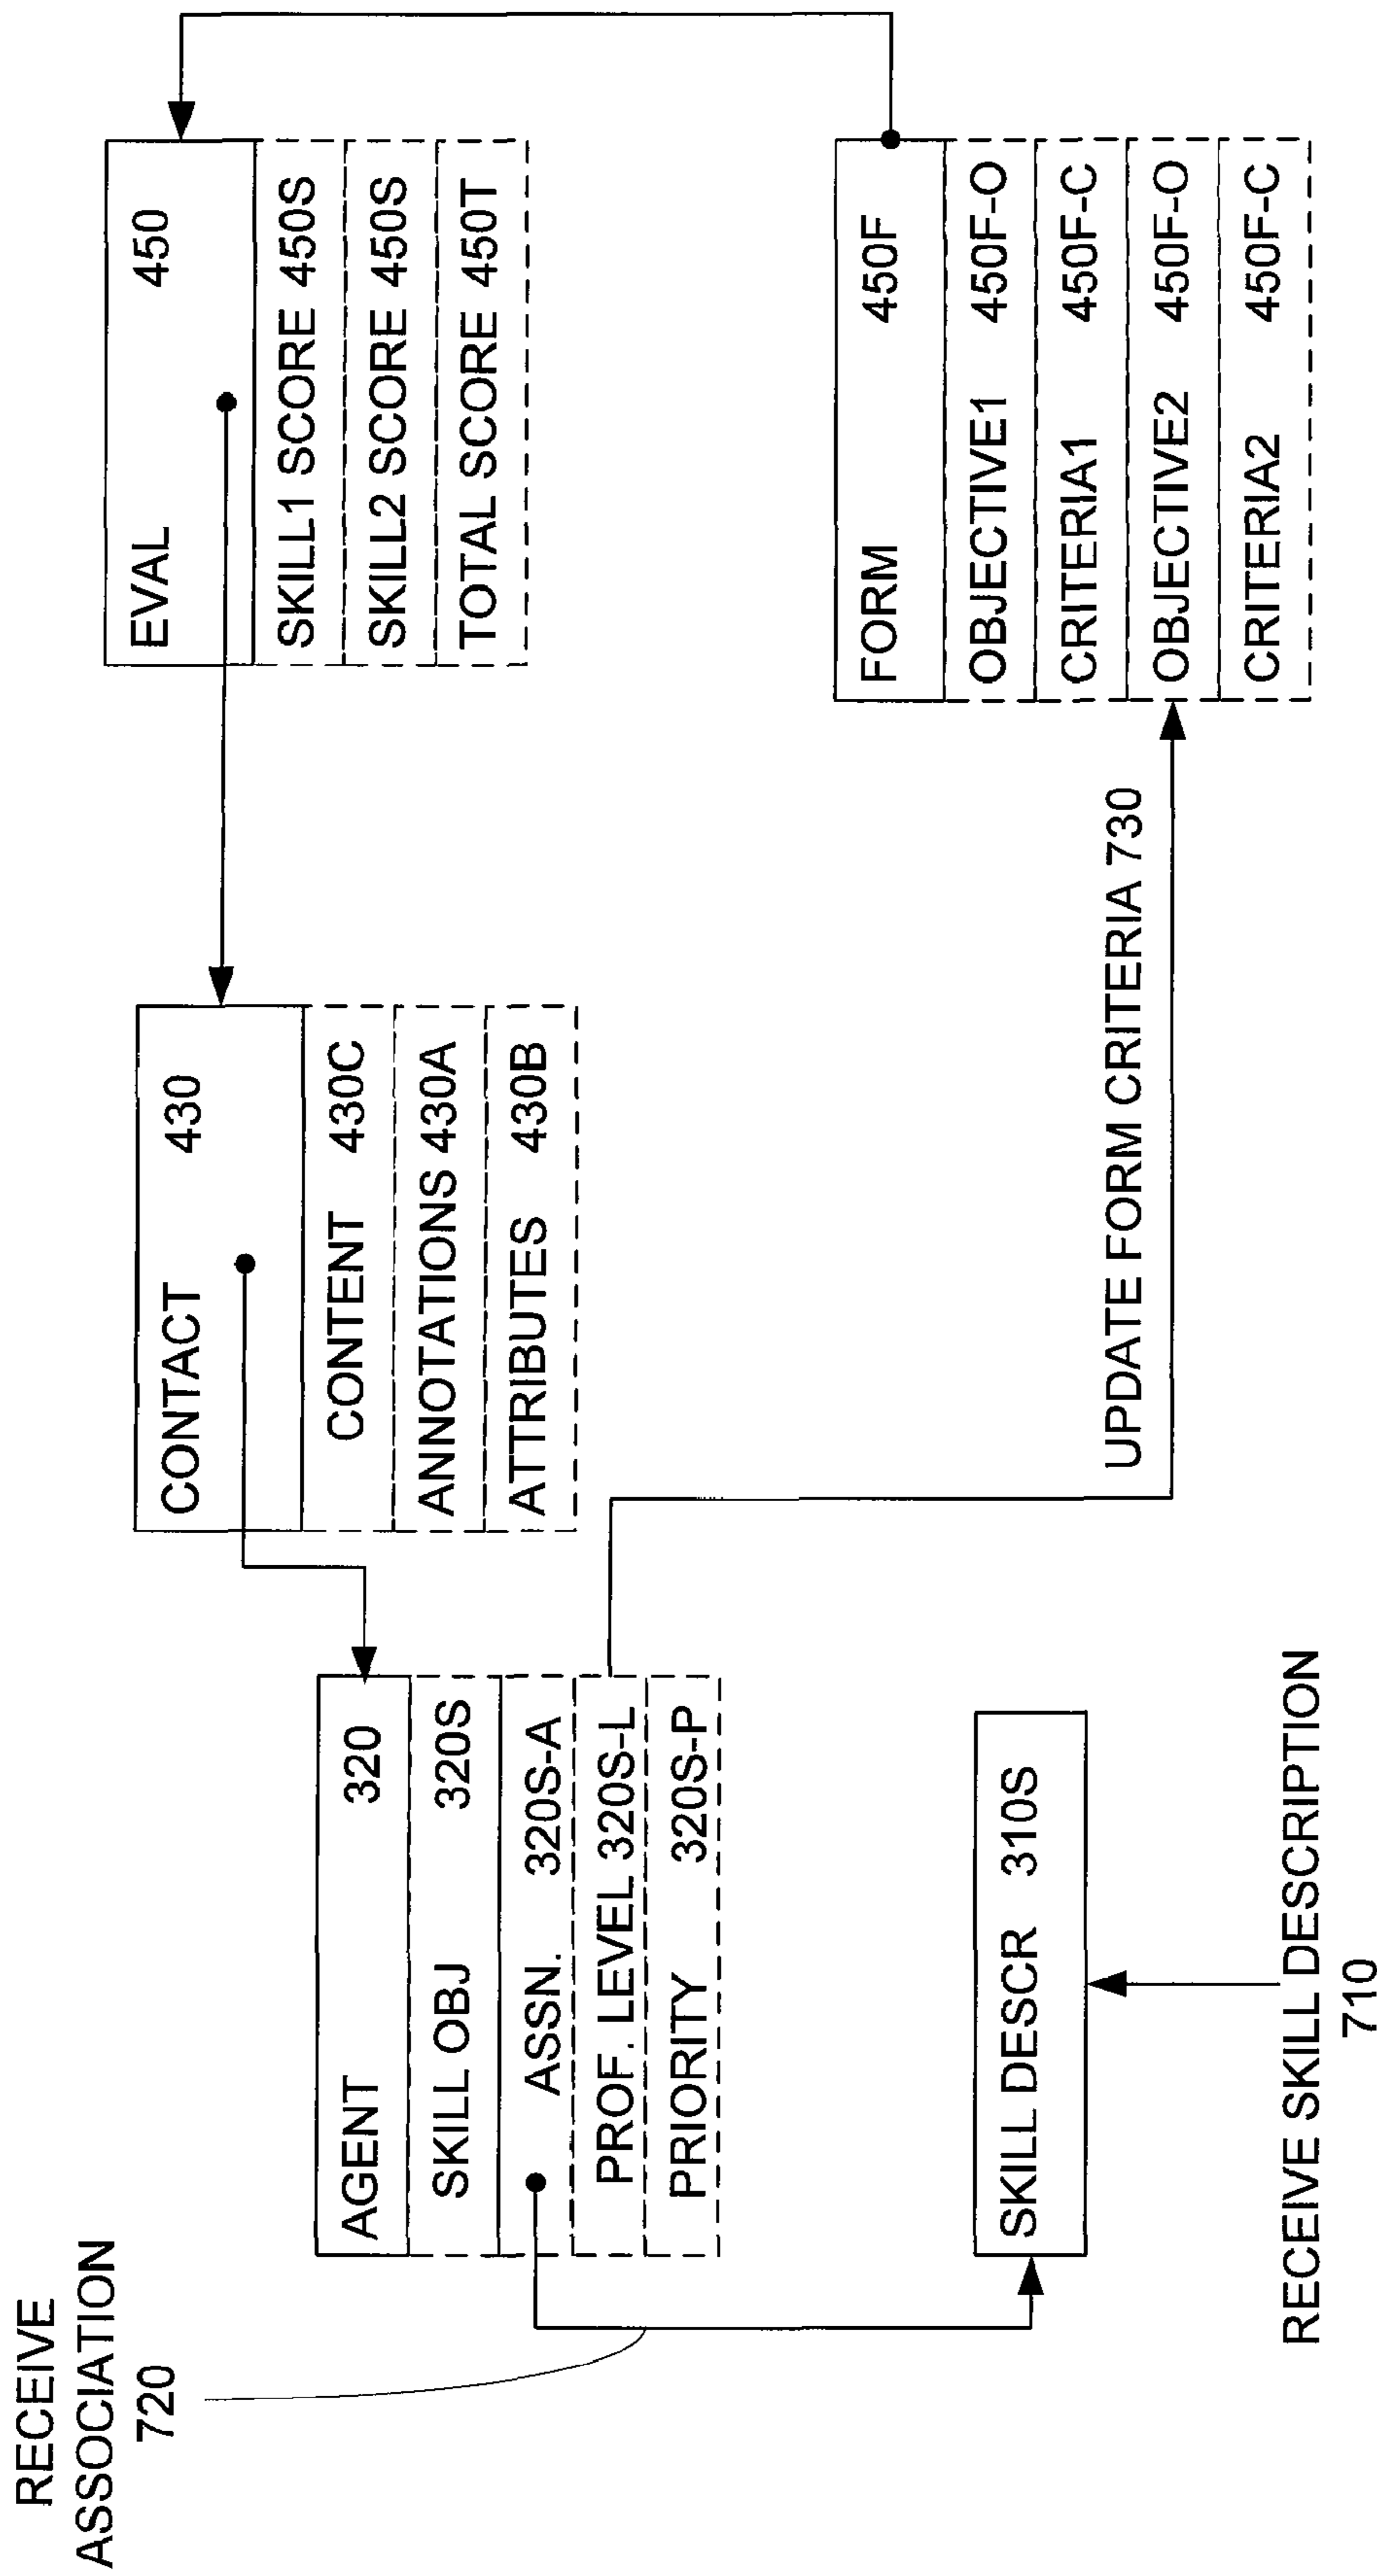 RECEIVE
ASSOCIATION
720
AGENT 320
SKILL OBJ 320S
ASSN. 320S-A
PROF. LEVEL 320S-L
PRIORITY 320S-P
SKILL DESCR 310S
RECEIVE SKILL DESCRIPTION
710
CONTACT 430
CONTENT 430C
ANNOTATIONS 430A
ATTRIBUTES 430B
UPDATE FORM CRITERIA 730
EVAL 450
SKILL1 SCORE 450S
SKILL2 SCORE 450S
TOTAL SCORE 450T
FORM 450F
OBJECTIVE1 450F-O
CRITERIA1 450F-C
OBJECTIVE2 450F-O
CRITERIA2 450F-C